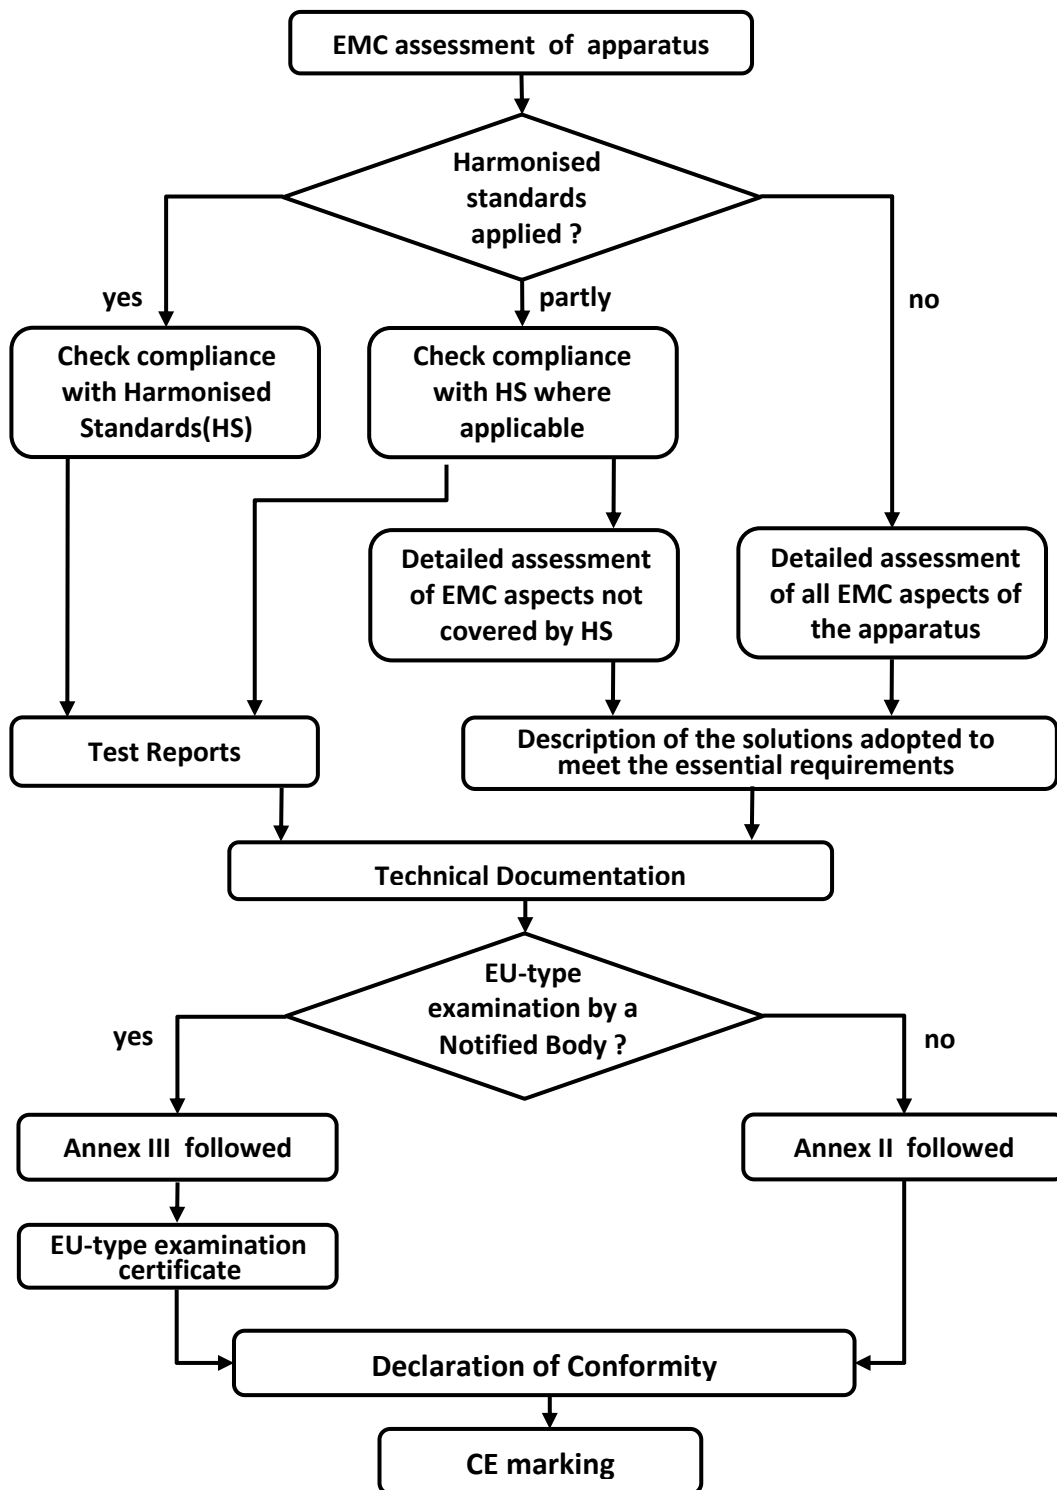 EMC assessment of apparatus
Harmonised
standards
applied ?
yes
partly
no
Check compliance
with Harmonised
Standards(HS)
Check compliance
with HS where
applicable
Detailed assessment
of EMC aspects not
covered by HS
Detailed assessment
of all EMC aspects of
the apparatus
Test Reports
Description of the solutions adopted to
meet the essential requirements
Technical Documentation
EU-type
examination by a
Notified Body ?
yes
no
Annex III followed
Annex II followed
EU-type examination
certificate
Declaration of Conformity
CE marking